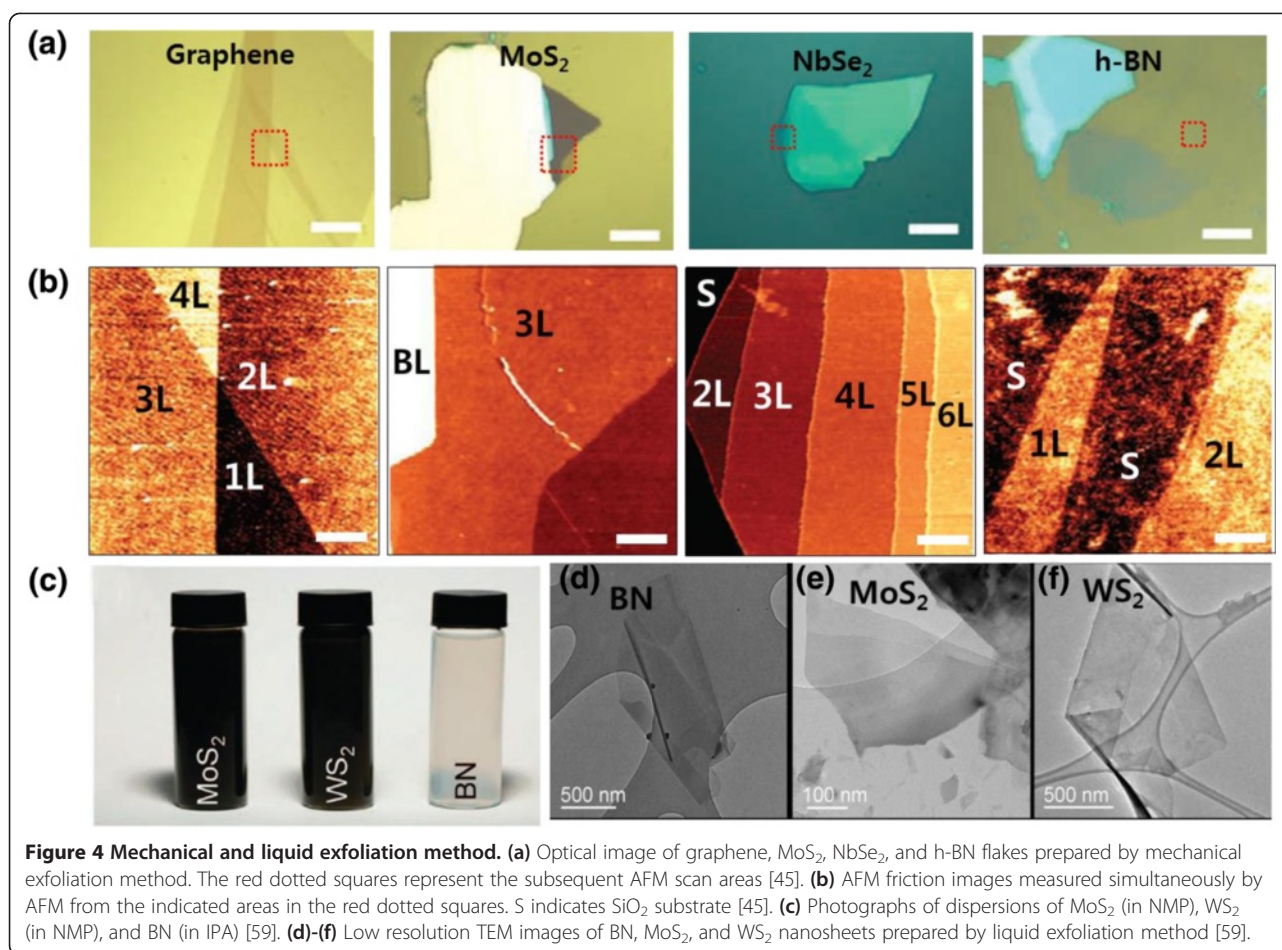 (a)
Graphene
MoS₂
NbSe₂
h-BN
(b)
4L
3L
2L
1L
BL
3L
S
2L
3L
4L
5L
6L
S
1L
S
2L
(c)
MoS₂
WS₂
BN
(d)
BN
500 nm
(e)
MoS₂
100 nm
(f)
WS₂
500 nm
Figure 4 Mechanical and liquid exfoliation method. (a) Optical image of graphene, MoS₂, NbSe₂, and h-BN flakes prepared by mechanical
exfoliation method. The red dotted squares represent the subsequent AFM scan areas [45]. (b) AFM friction images measured simultaneously by
AFM from the indicated areas in the red dotted squares. S indicates SiO₂ substrate [45]. (c) Photographs of dispersions of MoS₂ (in NMP), WS₂
(in NMP), and BN (in IPA) [59]. (d)-(f) Low resolution TEM images of BN, MoS₂, and WS₂ nanosheets prepared by liquid exfoliation method [59].